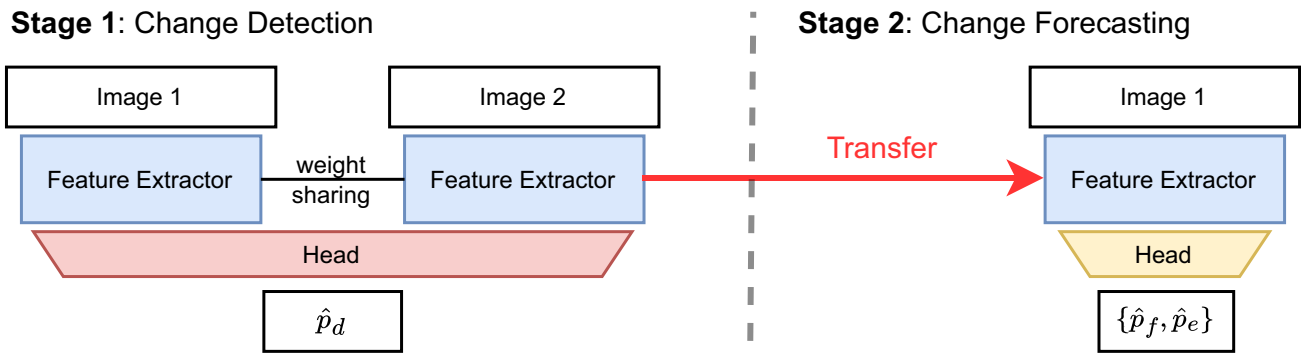 Stage 1: Change Detection
Image 1
Image 2
Feature Extractor
weight
sharing
Feature Extractor
Head
p̂_d
Transfer
Stage 2: Change Forecasting
Image 1
Feature Extractor
Head
{p̂_f, p̂_e}